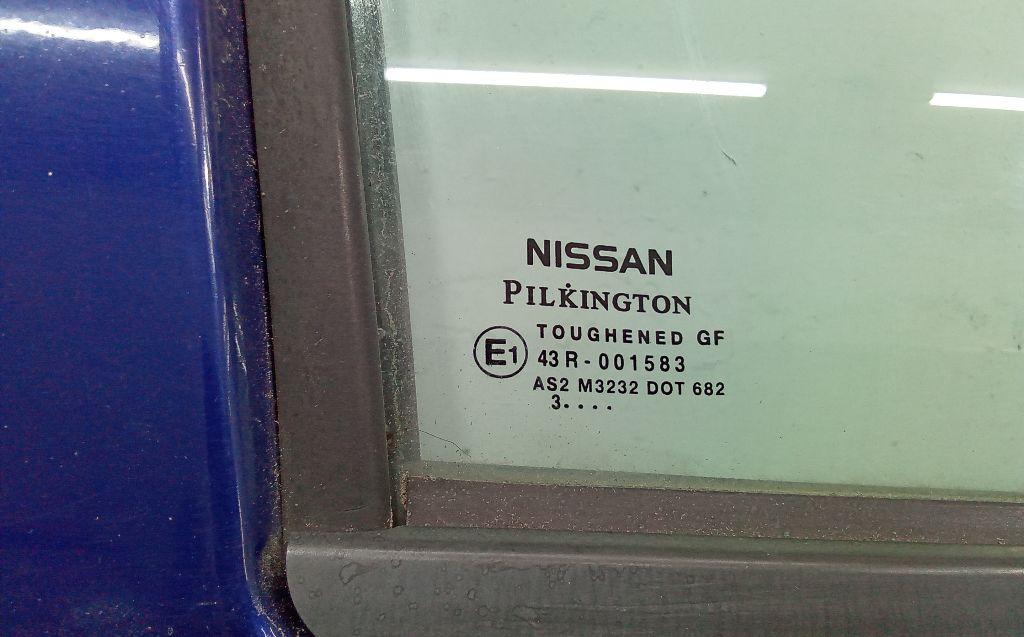 NISSAN
PILKINGTON
TOUGHENED GF
E1
43R-001583
AS2 M3232 DOT 682
3....